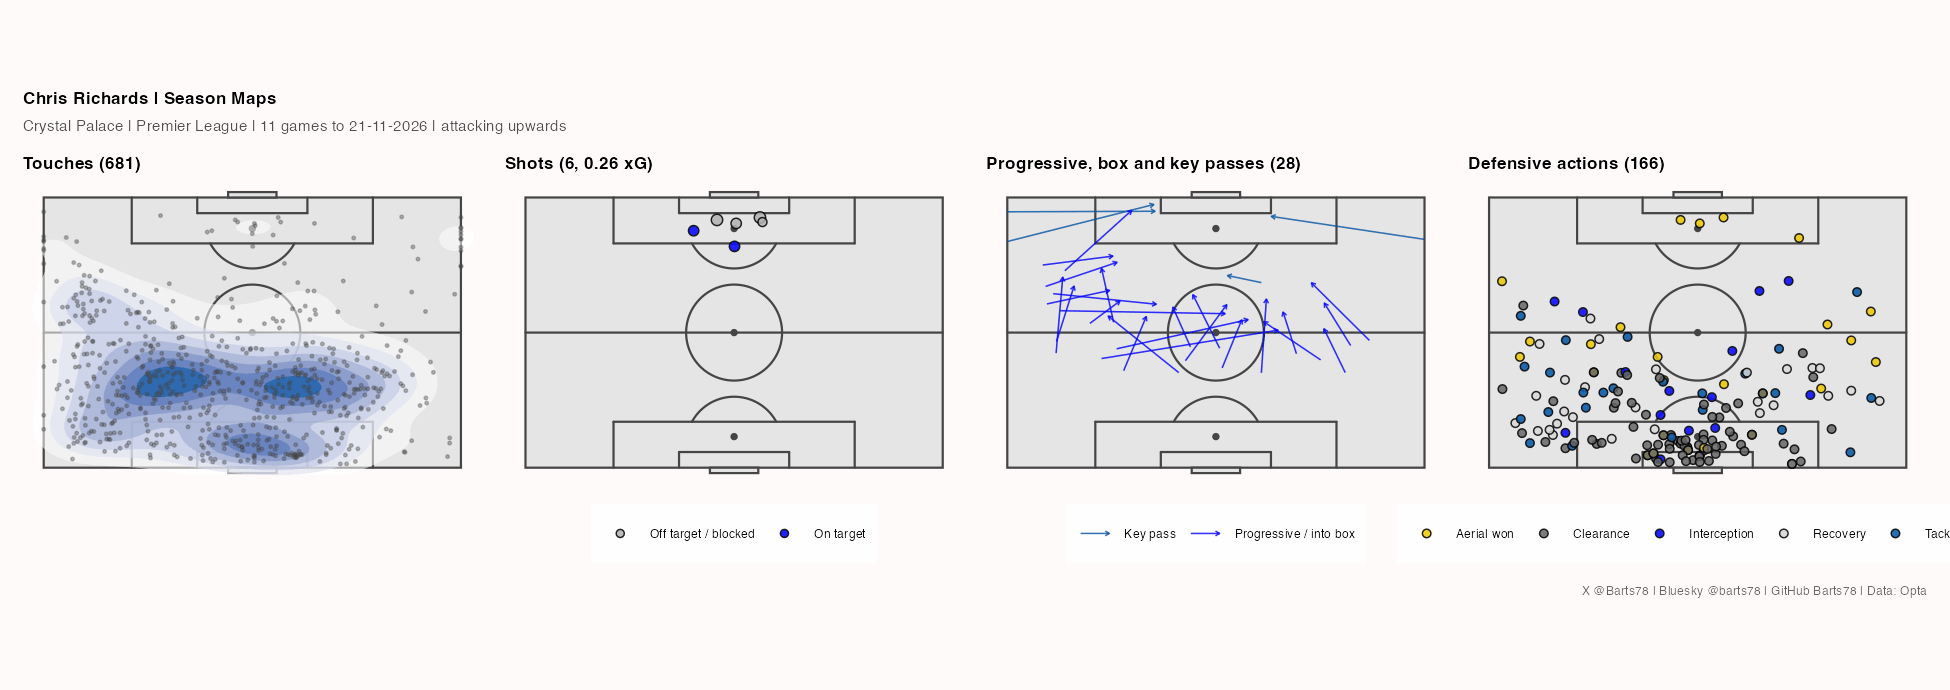 Chris Richards | Season Maps
Crystal Palace | Premier League | 11 games to 21-11-2026 | attacking upwards
Touches (681)
Shots (6, 0.26 xG)
Progressive, box and key passes (28)
Defensive actions (166)
Off target / blocked
On target
Key pass
Progressive / into box
Aerial won
Clearance
Interception
Recovery
Tack
X @Barts78 | Bluesky @barts78 | GitHub Barts78 | Data: Opta